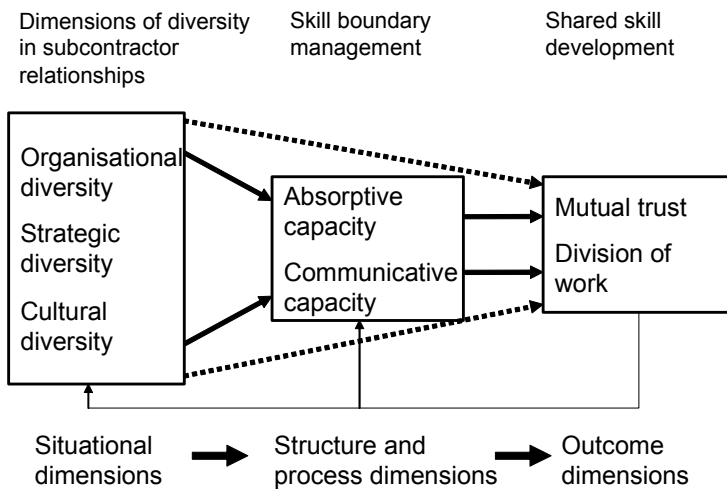 Dimensions of diversity
in subcontractor
relationships
Skill boundary
management
Shared skill
development
Organisational
diversity
Strategic
diversity
Cultural
diversity
Absorptive
capacity
Communicative
capacity
Mutual trust
Division of
work
Situational
dimensions
Structure and
process dimensions
Outcome
dimensions